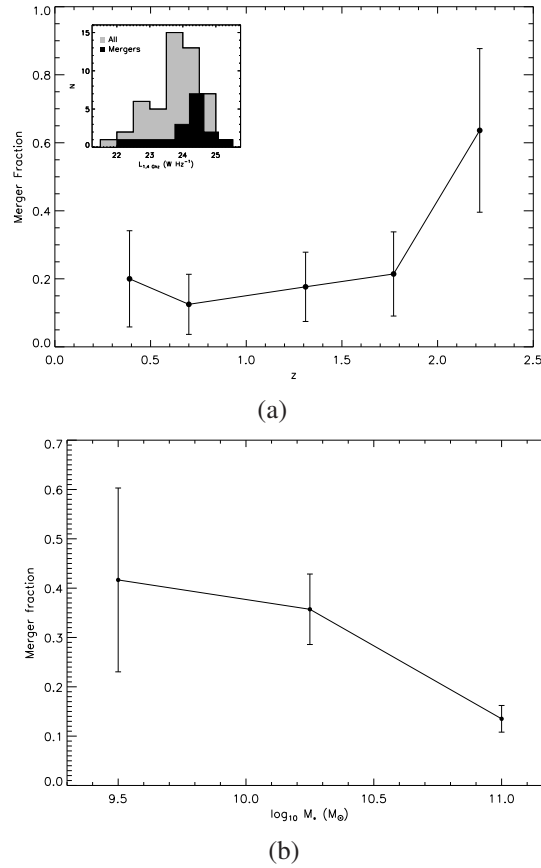 1.0
0.8
0.6
0.4
0.2
0.0
Merger Fraction
15
10
5
0
N
All
Mergers
22 23 24 25
L1.4 Ghz (W Hz⁻¹)
0.0 0.5 1.0 1.5 2.0 2.5
z
(a)
0.7
0.6
0.5
0.4
0.3
0.2
0.1
0.0
Merger fraction
9.5 10.0 10.5 11.0
log₁₀ M⋆ (M⊙)
(b)